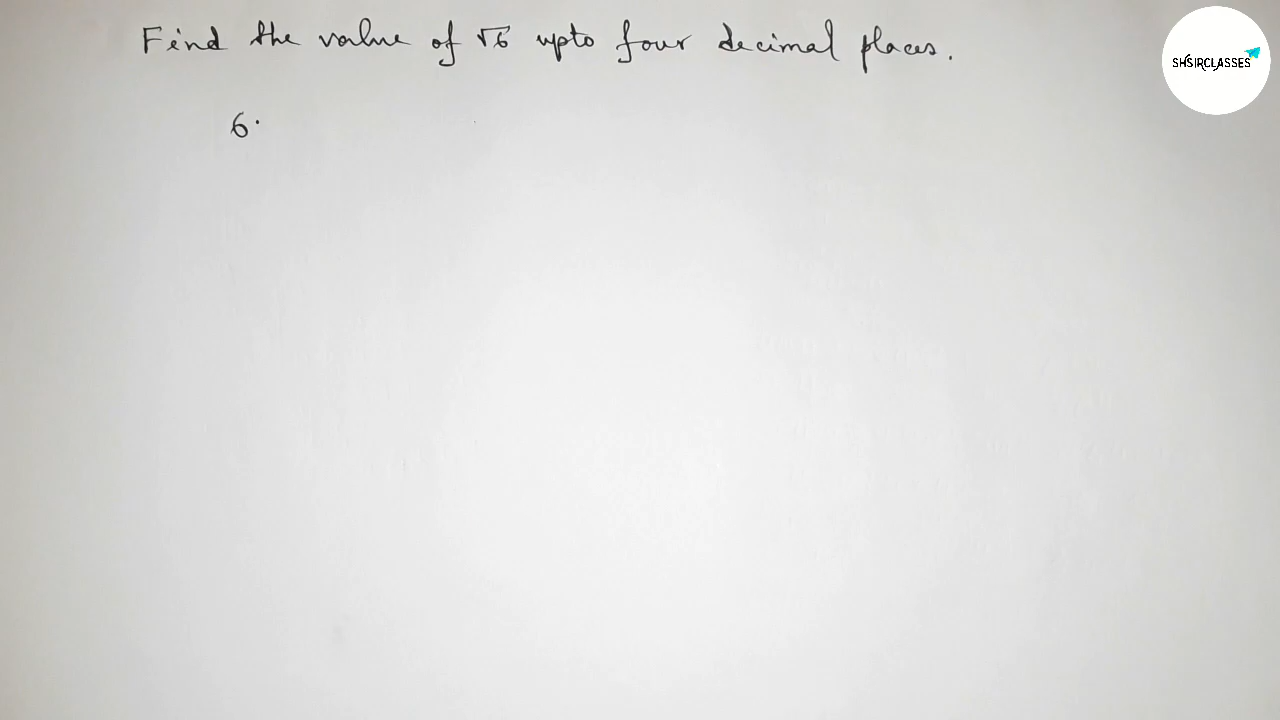 Find the value of √6 upto four decimal places.
SHSIRCLASSES
6.